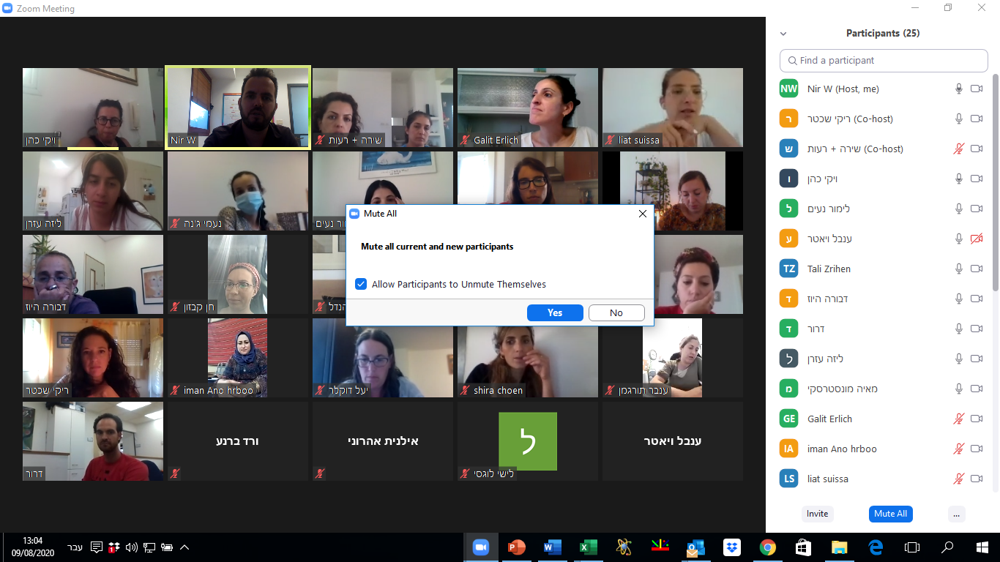 Zoom Meeting
ויקי כהן
Nir W
שירה + רעות
Galit Erlich
liat suissa
ליזה עזרן
נעמי ג'נה
מור נעים
דבורה היוז
חן קבזון
הנדל
ריקי שכטר
iman Ano hrboo
יעל דוקלר
shira choen
ענבר תורגמן
דרור
ורד ברנע
אילנית אהרוני
ל
לישי לוגסי
ענבל ויאטר
Mute All
Mute all current and new participants
Allow Participants to Unmute Themselves
Yes
No
Participants (25)
Find a participant
NW Nir W (Host, me)
ר ריקי שכטר (Co-host)
ש שירה + רעות (Co-host)
ו ויקי כהן
ל לימור נעים
ע ענבל ויאטר
TZ Tali Zrihen
ד דבורה היוז
ד דרור
ל ליזה עזרן
מ מאיה מונסטרסקי
GE Galit Erlich
IA iman Ano hrboo
LS liat suissa
Invite
Mute All
...
13:04
09/08/2020
עבר
1